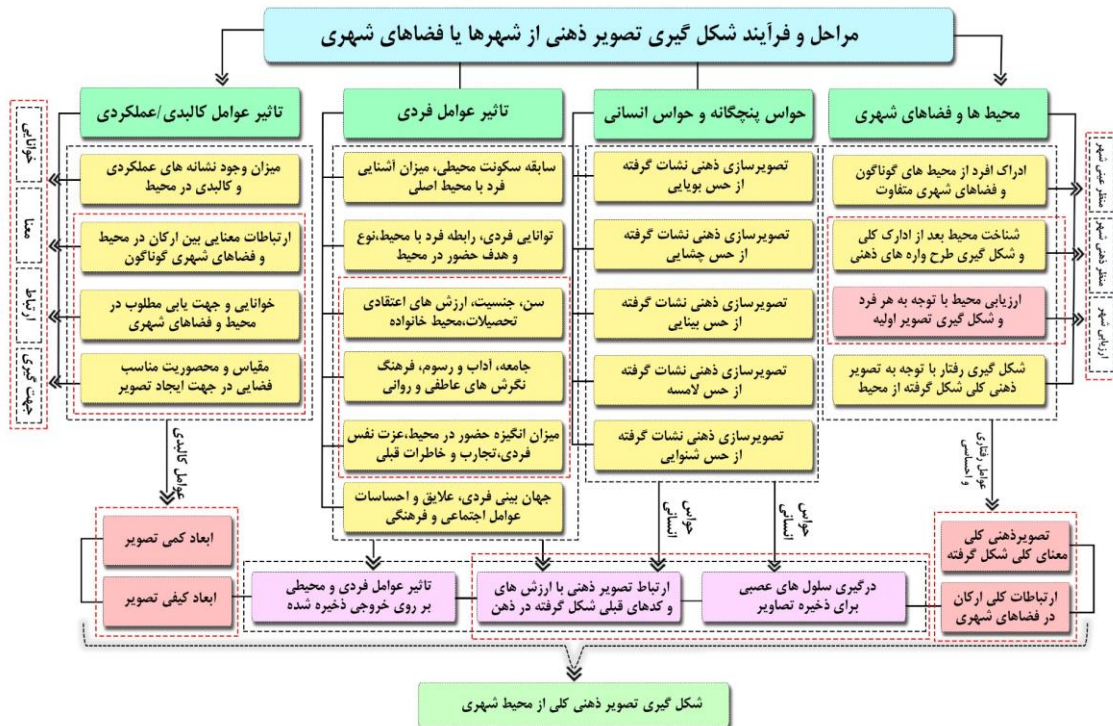 مراحل و فرآیند شکل گیری تصویر ذهنی از شهرها یا فضاهای شهری
محیط ها و فضاهای شهری
ادراک افرد از محیط های گوناگون
و فضاهای شهری متفاوت
شناخت محیط بعد از ادارک کلی
و شکل گیری طرح واره های ذهنی
ارزیابی محیط با توجه به هر فرد
و شکل گیری تصویر اولیه
شکل گیری رفتار با توجه به تصویر
ذهنی کلی شکل گرفته از محیط
منظر عینی شهر
منظر ذهنی شهر
ارزیابی شهر
حواس پنچگانه و حواس انسانی
تصویرسازی ذهنی نشات گرفته
از حس بویایی
تصویرسازی ذهنی نشات گرفته
از حس چشایی
تصویرسازی ذهنی نشات گرفته
از حس بینایی
تصویرسازی ذهنی نشات گرفته
از حس لامسه
تصویرسازی ذهنی نشات گرفته
از حس شنوایی
تاثیر عوامل فردی
سابقه سکونت محیطی، میزان آشنایی
فرد با محیط اصلی
توانایی فردی، رابطه فرد با محیط،نوع
و هدف حضور در محیط
سن، جنسیت، ارزش های اعتقادی
تحصیلات،محیط خانواده
جامعه، آداب و رسوم، فرهنگ
نگرش های عاطفی و روانی
میزان انگیزه حضور در محیط،عزت نفس
فردی،تجارب و خاطرات قبلی
جهان بینی فردی، علایق و احساسات
عوامل اجتماعی و فرهنگی
تاثیر عوامل کالبدی/عملکردی
میزان وجود نشانه های عملکردی
و کالبدی در محیط
ارتباطات معنایی بین ارکان در محیط
و فضاهای شهری گوناگون
خوانایی و جهت یابی مطلوب در
محیط و فضاهای شهری
مقیاس و محصوریت مناسب
فضایی در جهت ایجاد تصویر
خوانایی
معنا
ارتباط
جهت گیری
عوامل رفتاری
و احساسی
حواس
انسانی
حواس
انسانی
عوامل کالبدی
تصویرذهنی کلی
معنای کلی شکل گرفته
ارتباطات کلی ارکان
در فضاهای شهری
درگیری سلول های عصبی
برای ذخیره تصاویر
ارتباط تصویر ذهنی با ارزش های
و کدهای قبلی شکل گرفته در ذهن
تاثیر عوامل فردی و محیطی
بر روی خروجی ذخیره شده
ابعاد کمی تصویر
ابعاد کیفی تصویر
شکل گیری تصویر ذهنی کلی از محیط شهری